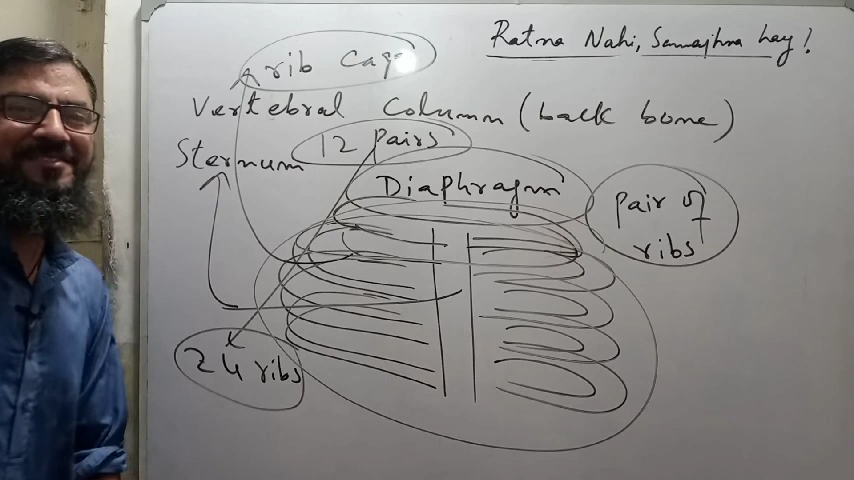 Ratna Nahi, Samajhna hay!
rib Cage
Vertebral Column (back bone)
Sternum
12 Pairs
Diaphragm
Pair of
ribs
24 ribs